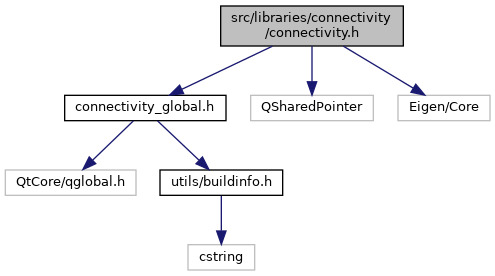 src/libraries/connectivity
/connectivity.h
connectivity_global.h
QSharedPointer
Eigen/Core
QtCore/qglobal.h
utils/buildinfo.h
cstring